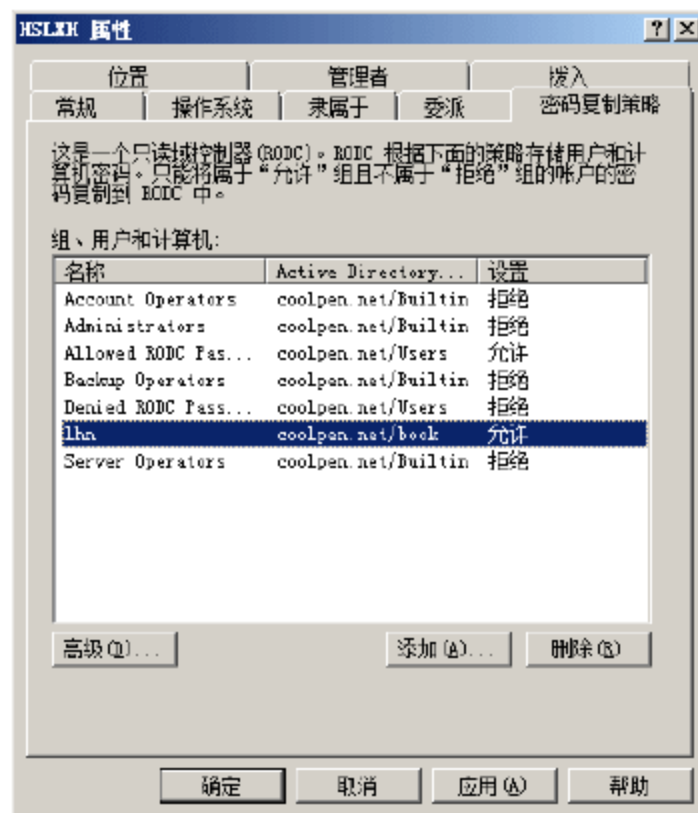 HSLXH 属性
位置 管理者 拨入
常规 操作系统 隶属于 委派 密码复制策略
这是一个只读域控制器(RODC)。RODC 根据下面的策略存储用户和计
算机密码。只能将属于“允许”组且不属于“拒绝”组的帐户的密
码复制到 RODC 中。
组、用户和计算机:
名称 Active Directory... 设置
Account Operators coolpen.net/Builtin 拒绝
Administrators coolpen.net/Builtin 拒绝
Allowed RODC Pas... coolpen.net/Users 允许
Backup Operators coolpen.net/Builtin 拒绝
Denied RODC Pass... coolpen.net/Users 拒绝
lhn coolpen.net/book 允许
Server Operators coolpen.net/Builtin 拒绝
高级(D)... 添加(A)... 删除(R)
确定 取消 应用(A) 帮助